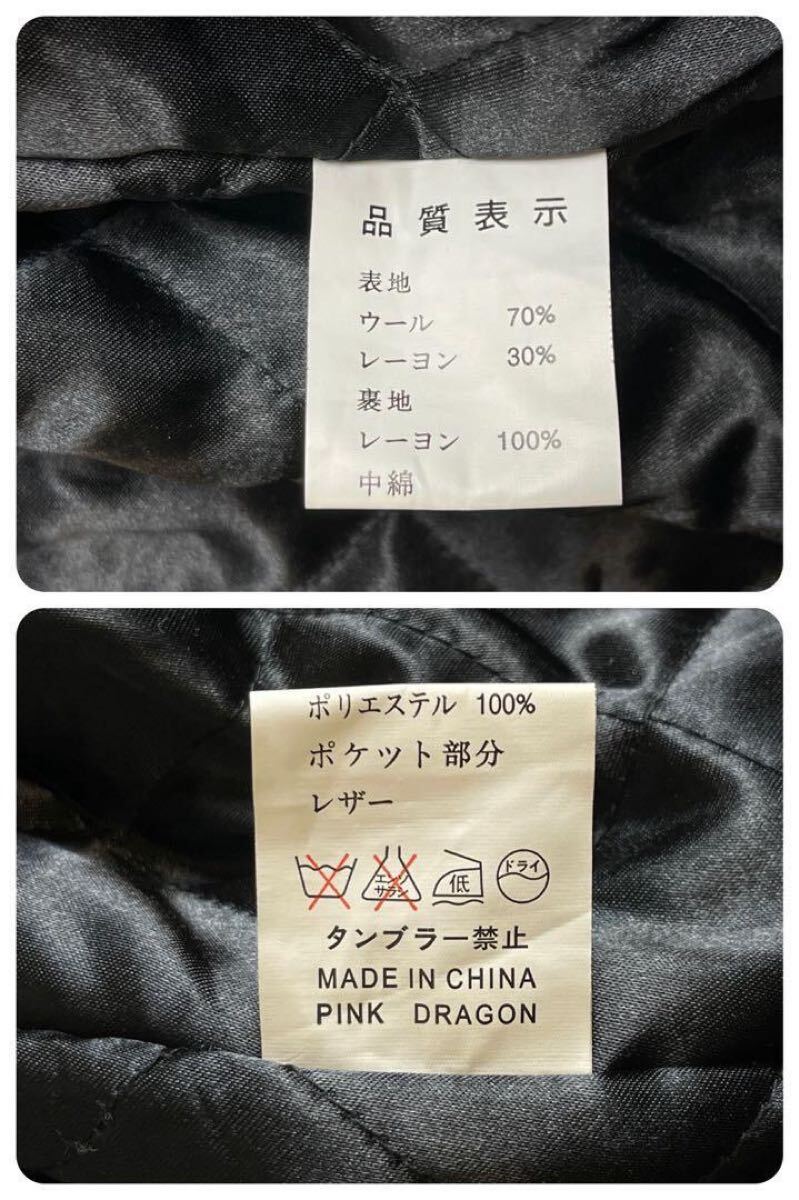 品質表示
表地
ウール 70%
レーヨン 30%
裏地
レーヨン 100%
中綿
ポリエステル 100%
ポケット部分
レザー
エンソサラシ 低 ドライ
タンブラー禁止
MADE IN CHINA
PINK DRAGON